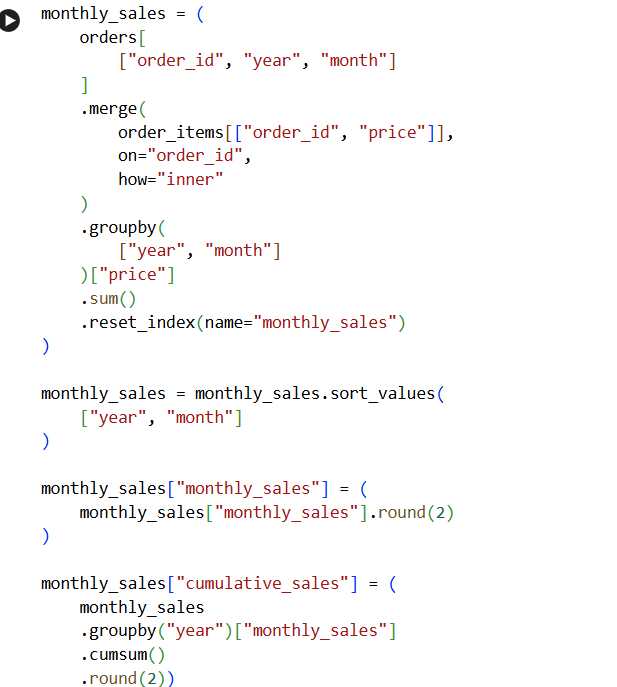 monthly_sales = (
    orders[
        ["order_id", "year", "month"]
    ]
    .merge(
        order_items[["order_id", "price"]],
        on="order_id",
        how="inner"
    )
    .groupby(
        ["year", "month"]
    )["price"]
    .sum()
    .reset_index(name="monthly_sales")
)

monthly_sales = monthly_sales.sort_values(
    ["year", "month"]
)

monthly_sales["monthly_sales"] = (
    monthly_sales["monthly_sales"].round(2)
)

monthly_sales["cumulative_sales"] = (
    monthly_sales
    .groupby("year")["monthly_sales"]
    .cumsum()
    .round(2))